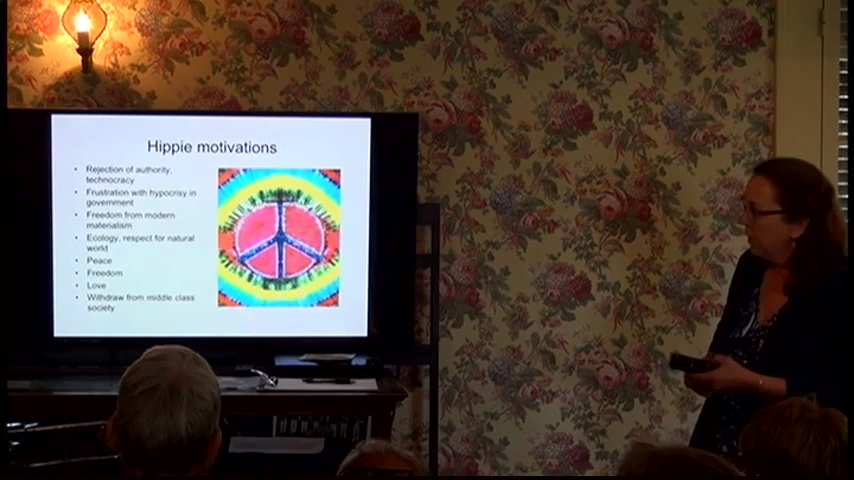 Hippie motivations
• Rejection of authority,
technocracy
• Frustration with hypocrisy in
government
• Freedom from modern
materialism
• Ecology, respect for natural
world
• Peace
• Freedom
• Love
• Withdraw from middle class
society